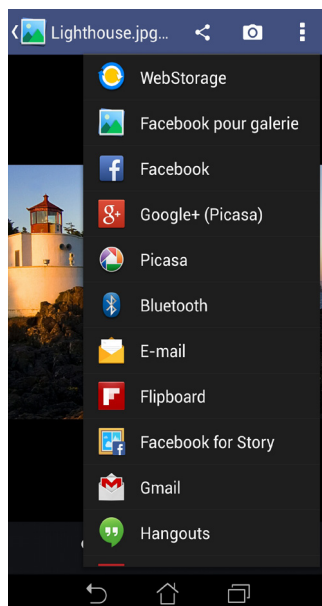 Lighthouse.jpg...
WebStorage
Facebook pour galerie
Facebook
Google+ (Picasa)
Picasa
Bluetooth
E-mail
Flipboard
Facebook for Story
Gmail
Hangouts